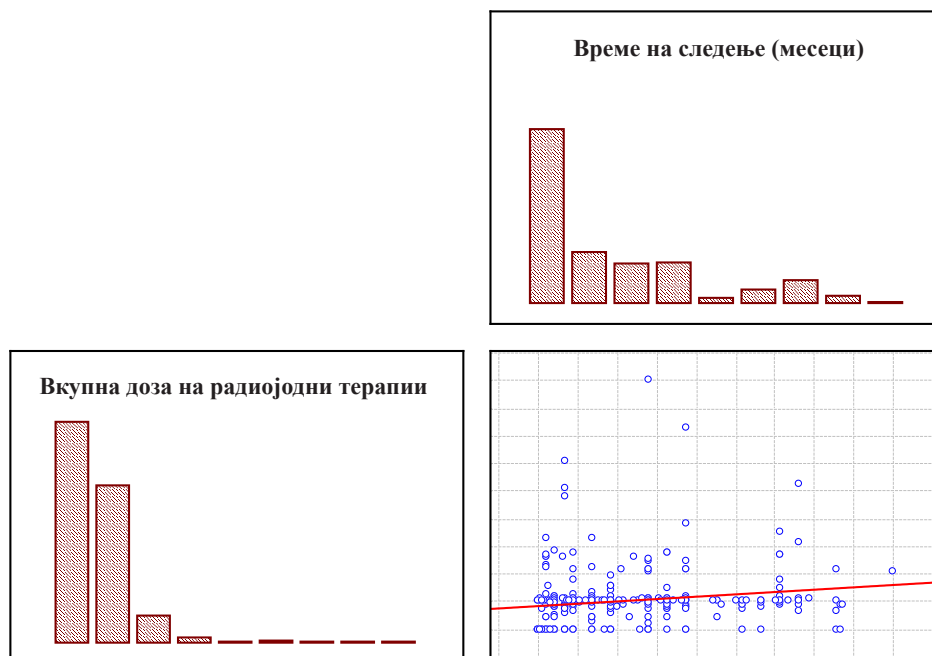 Време на следење (месеци)
Вкупна доза на радиојодни терапии